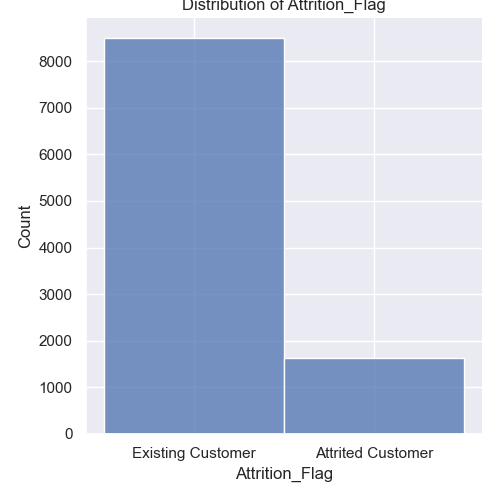 Distribution of Attrition_Flag
8000
7000
6000
5000
4000
3000
2000
1000
0
Count
Existing Customer
Attrited Customer
Attrition_Flag